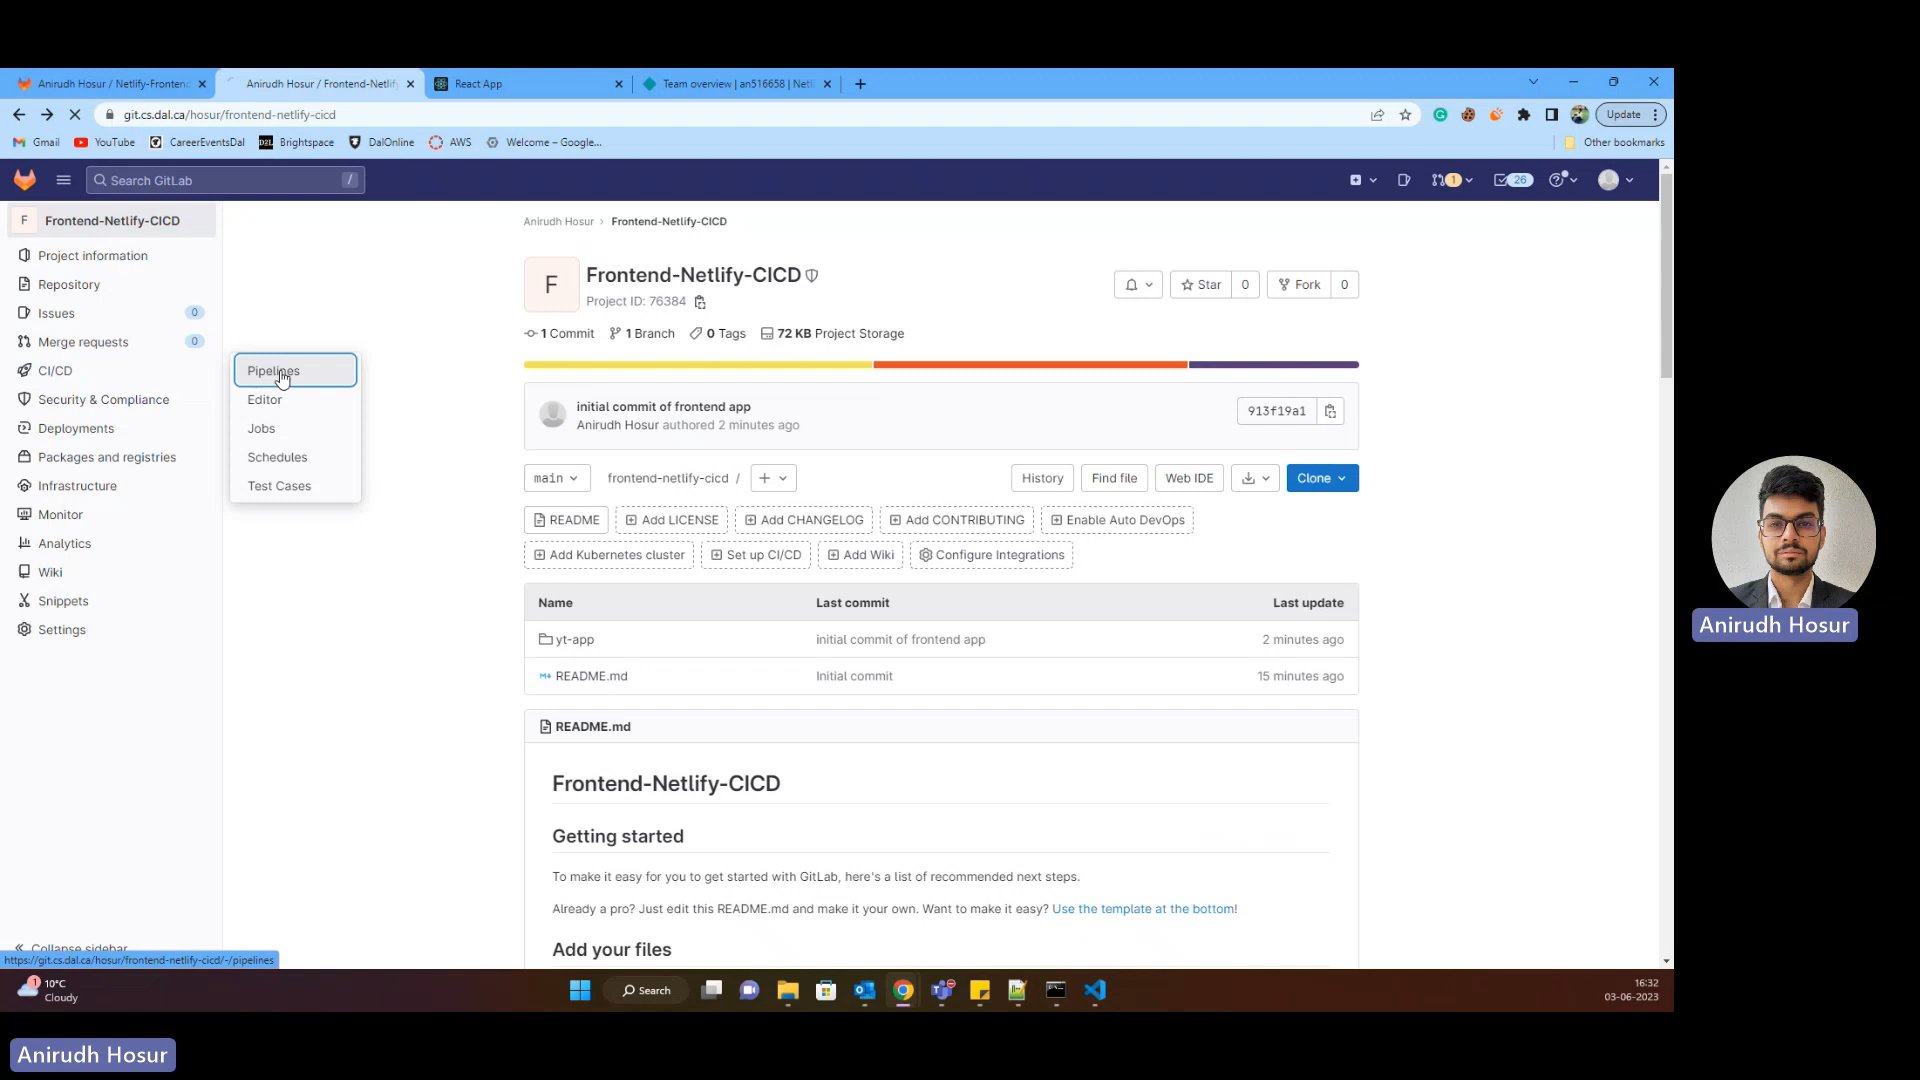 Anirudh Hosur / Netlify-Frontend
Anirudh Hosur / Frontend-Netlify
React App
Team overview | an516658 | Netl
git.cs.dal.ca/hosur/frontend-netlify-cicd
Update
Gmail
YouTube
CareerEventsDal
Brightspace
DalOnline
AWS
Welcome – Google...
Other bookmarks
Search GitLab /
1
26
F Frontend-Netlify-CICD
Project information
Repository
Issues 0
Merge requests 0
CI/CD
Security & Compliance
Deployments
Packages and registries
Infrastructure
Monitor
Analytics
Wiki
Snippets
Settings
Collapse sidebar
https://git.cs.dal.ca/hosur/frontend-netlify-cicd/-/pipelines
Pipelines
Editor
Jobs
Schedules
Test Cases
Anirudh Hosur › Frontend-Netlify-CICD
F
Frontend-Netlify-CICD
Project ID: 76384
Star 0
Fork 0
1 Commit 1 Branch 0 Tags 72 KB Project Storage
initial commit of frontend app
Anirudh Hosur authored 2 minutes ago
913f19a1
main
frontend-netlify-cicd / +
History
Find file
Web IDE
Clone
README
Add LICENSE
Add CHANGELOG
Add CONTRIBUTING
Enable Auto DevOps
Add Kubernetes cluster
Set up CI/CD
Add Wiki
Configure Integrations
Name Last commit Last update
yt-app initial commit of frontend app 2 minutes ago
README.md Initial commit 15 minutes ago
README.md
Frontend-Netlify-CICD
Getting started
To make it easy for you to get started with GitLab, here's a list of recommended next steps.
Already a pro? Just edit this README.md and make it your own. Want to make it easy? Use the template at the bottom!
Add your files
1
10°C
Cloudy
Search
16:32
03-06-2023
Anirudh Hosur
Anirudh Hosur